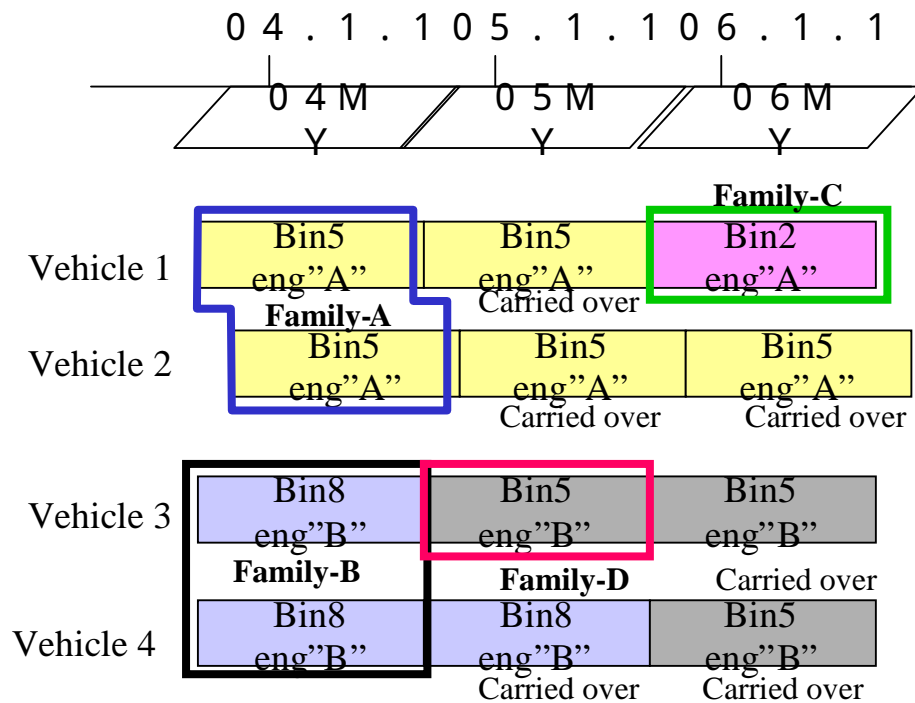 04.1.1 05.1.1 06.1.1
04M 05M 06M
Y Y Y
Family-C
Vehicle 1
Bin5 Bin5 Bin2
eng”A” eng”A” eng”A”
Carried over
Family-A
Vehicle 2
Bin5 Bin5 Bin5
eng”A” eng”A” eng”A”
Carried over Carried over
Vehicle 3
Bin8 Bin5 Bin5
eng”B” eng”B” eng”B”
Family-B Family-D Carried over
Vehicle 4
Bin8 Bin8 Bin5
eng”B” eng”B” eng”B”
Carried over Carried over